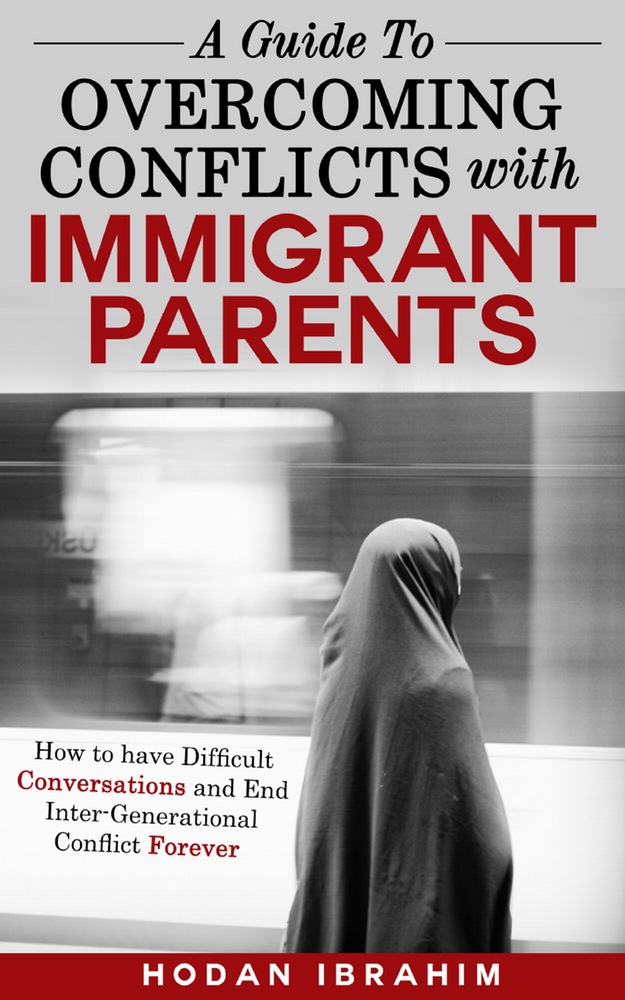 A Guide To
OVERCOMING
CONFLICTS with
IMMIGRANT
PARENTS
How to have Difficult
Conversations and End
Inter-Generational
Conflict Forever
HODAN IBRAHIM